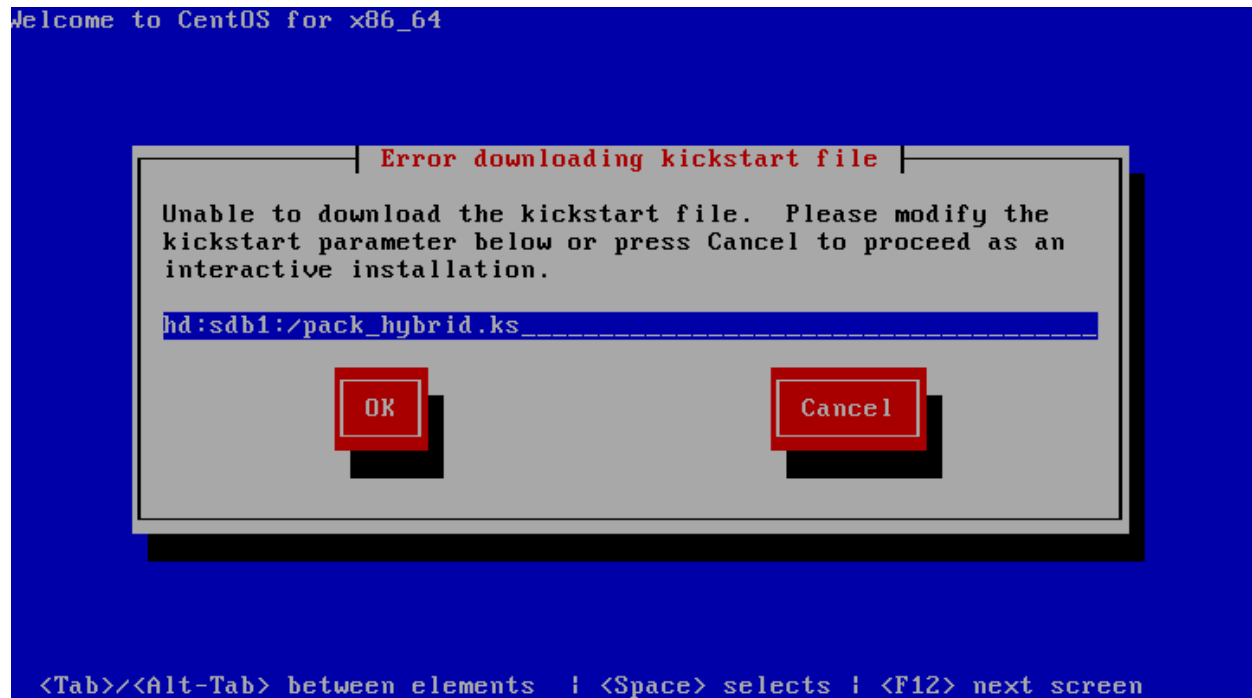 Welcome to CentOS for x86_64
Error downloading kickstart file
Unable to download the kickstart file.  Please modify the
kickstart parameter below or press Cancel to proceed as an
interactive installation.
hd:sdb1:/pack_hybrid.ks_____________________________________
OK
Cancel
<Tab>/<Alt-Tab> between elements  | <Space> selects | <F12> next screen